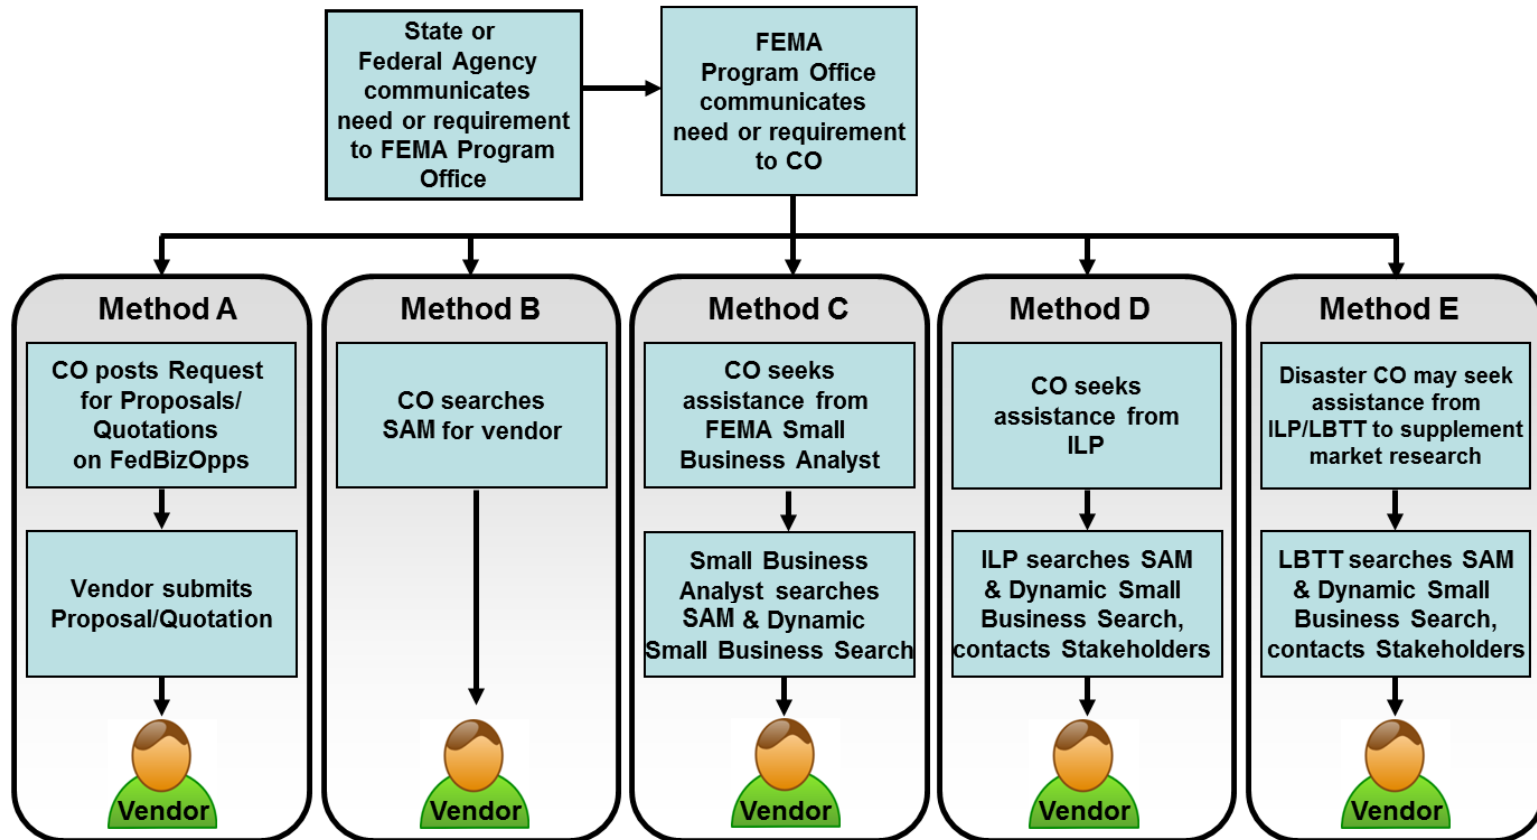 State or
Federal Agency
communicates
need or requirement
to FEMA Program
Office
FEMA
Program Office
communicates
need or requirement
to CO
Method A
CO posts Request
for Proposals/
Quotations
on FedBizOpps
Vendor submits
Proposal/Quotation
Vendor
Method B
CO searches
SAM for vendor
Vendor
Method C
CO seeks
assistance from
FEMA Small
Business Analyst
Small Business
Analyst searches
SAM & Dynamic
Small Business Search
Vendor
Method D
CO seeks
assistance from
ILP
ILP searches SAM
& Dynamic Small
Business Search,
contacts Stakeholders
Vendor
Method E
Disaster CO may seek
assistance from
ILP/LBTT to supplement
market research
LBTT searches SAM
& Dynamic Small
Business Search,
contacts Stakeholders
Vendor